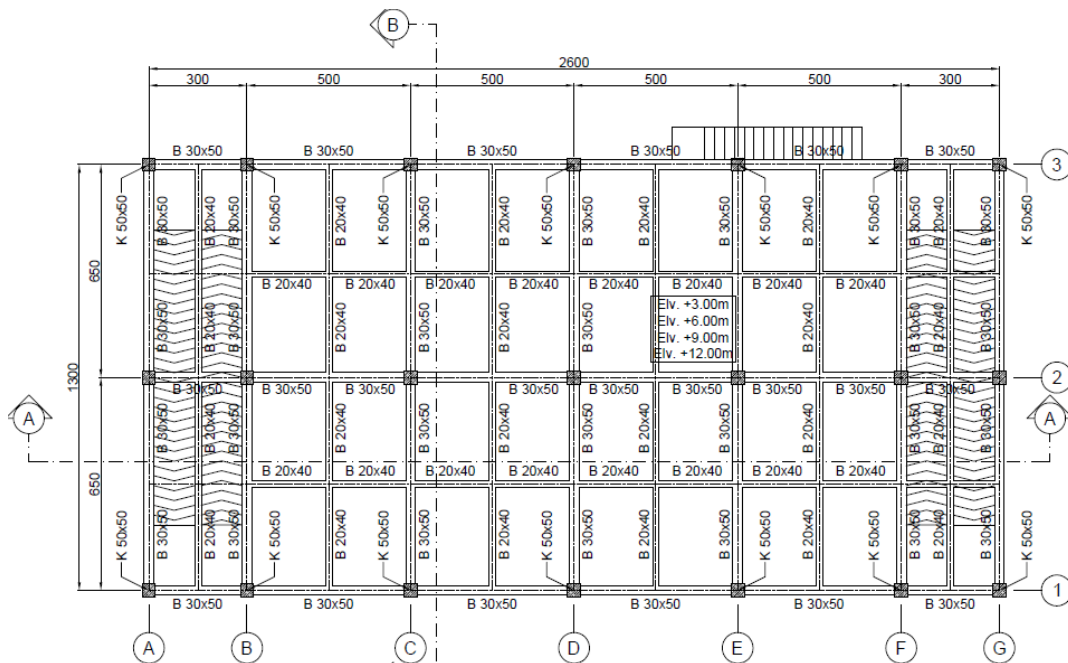 B
2600
300 500 500 500 500 300
B 30x50 B 30x50 B 30x50 B 30x50 B 30x50 B 30x50
3
K 50x50 B 30x50 B 20x40 B 30x50 K 50x50 B 20x40 K 50x50 B 30x50 B 20x40 K 50x50 B 30x50 B 20x40 B 30x50 K 50x50 B 20x40 K 50x50 B 30x50 B 20x40 B 30x50 K 50x50
650
B 20x40 B 20x40 B 20x40 B 20x40 B 20x40 B 20x40 B 20x40 B 20x40
Elv. +3.00m
Elv. +6.00m
Elv. +9.00m
Elv. +12.00m
B 30x50 B 20x40 B 30x50 B 20x40 B 30x50 B 20x40 B 30x50 B 20x40 B 30x50 B 20x40 B 30x50
1300
2
B 30x50 B 30x50 B 30x50 B 30x50 B 30x50 B 30x50 B 30x50 B 30x50 B 30x50 B 30x50
A A
B 30x50 B 20x40 B 30x50 B 20x40 B 30x50 B 20x40 B 30x50 B 20x40 B 30x50 B 20x40 B 30x50 B 20x40 B 30x50
650
B 20x40 B 20x40 B 20x40 B 20x40 B 20x40 B 20x40 B 20x40 B 20x40
K 50x50 B 30x50 B 20x40 B 30x50 K 50x50 B 20x40 K 50x50 B 30x50 B 20x40 K 50x50 B 30x50 B 20x40 B 30x50 K 50x50 B 20x40 K 50x50 B 30x50 B 20x40 B 30x50 K 50x50
1
B 30x50 B 30x50 B 30x50 B 30x50 B 30x50 B 30x50
A B C D E F G